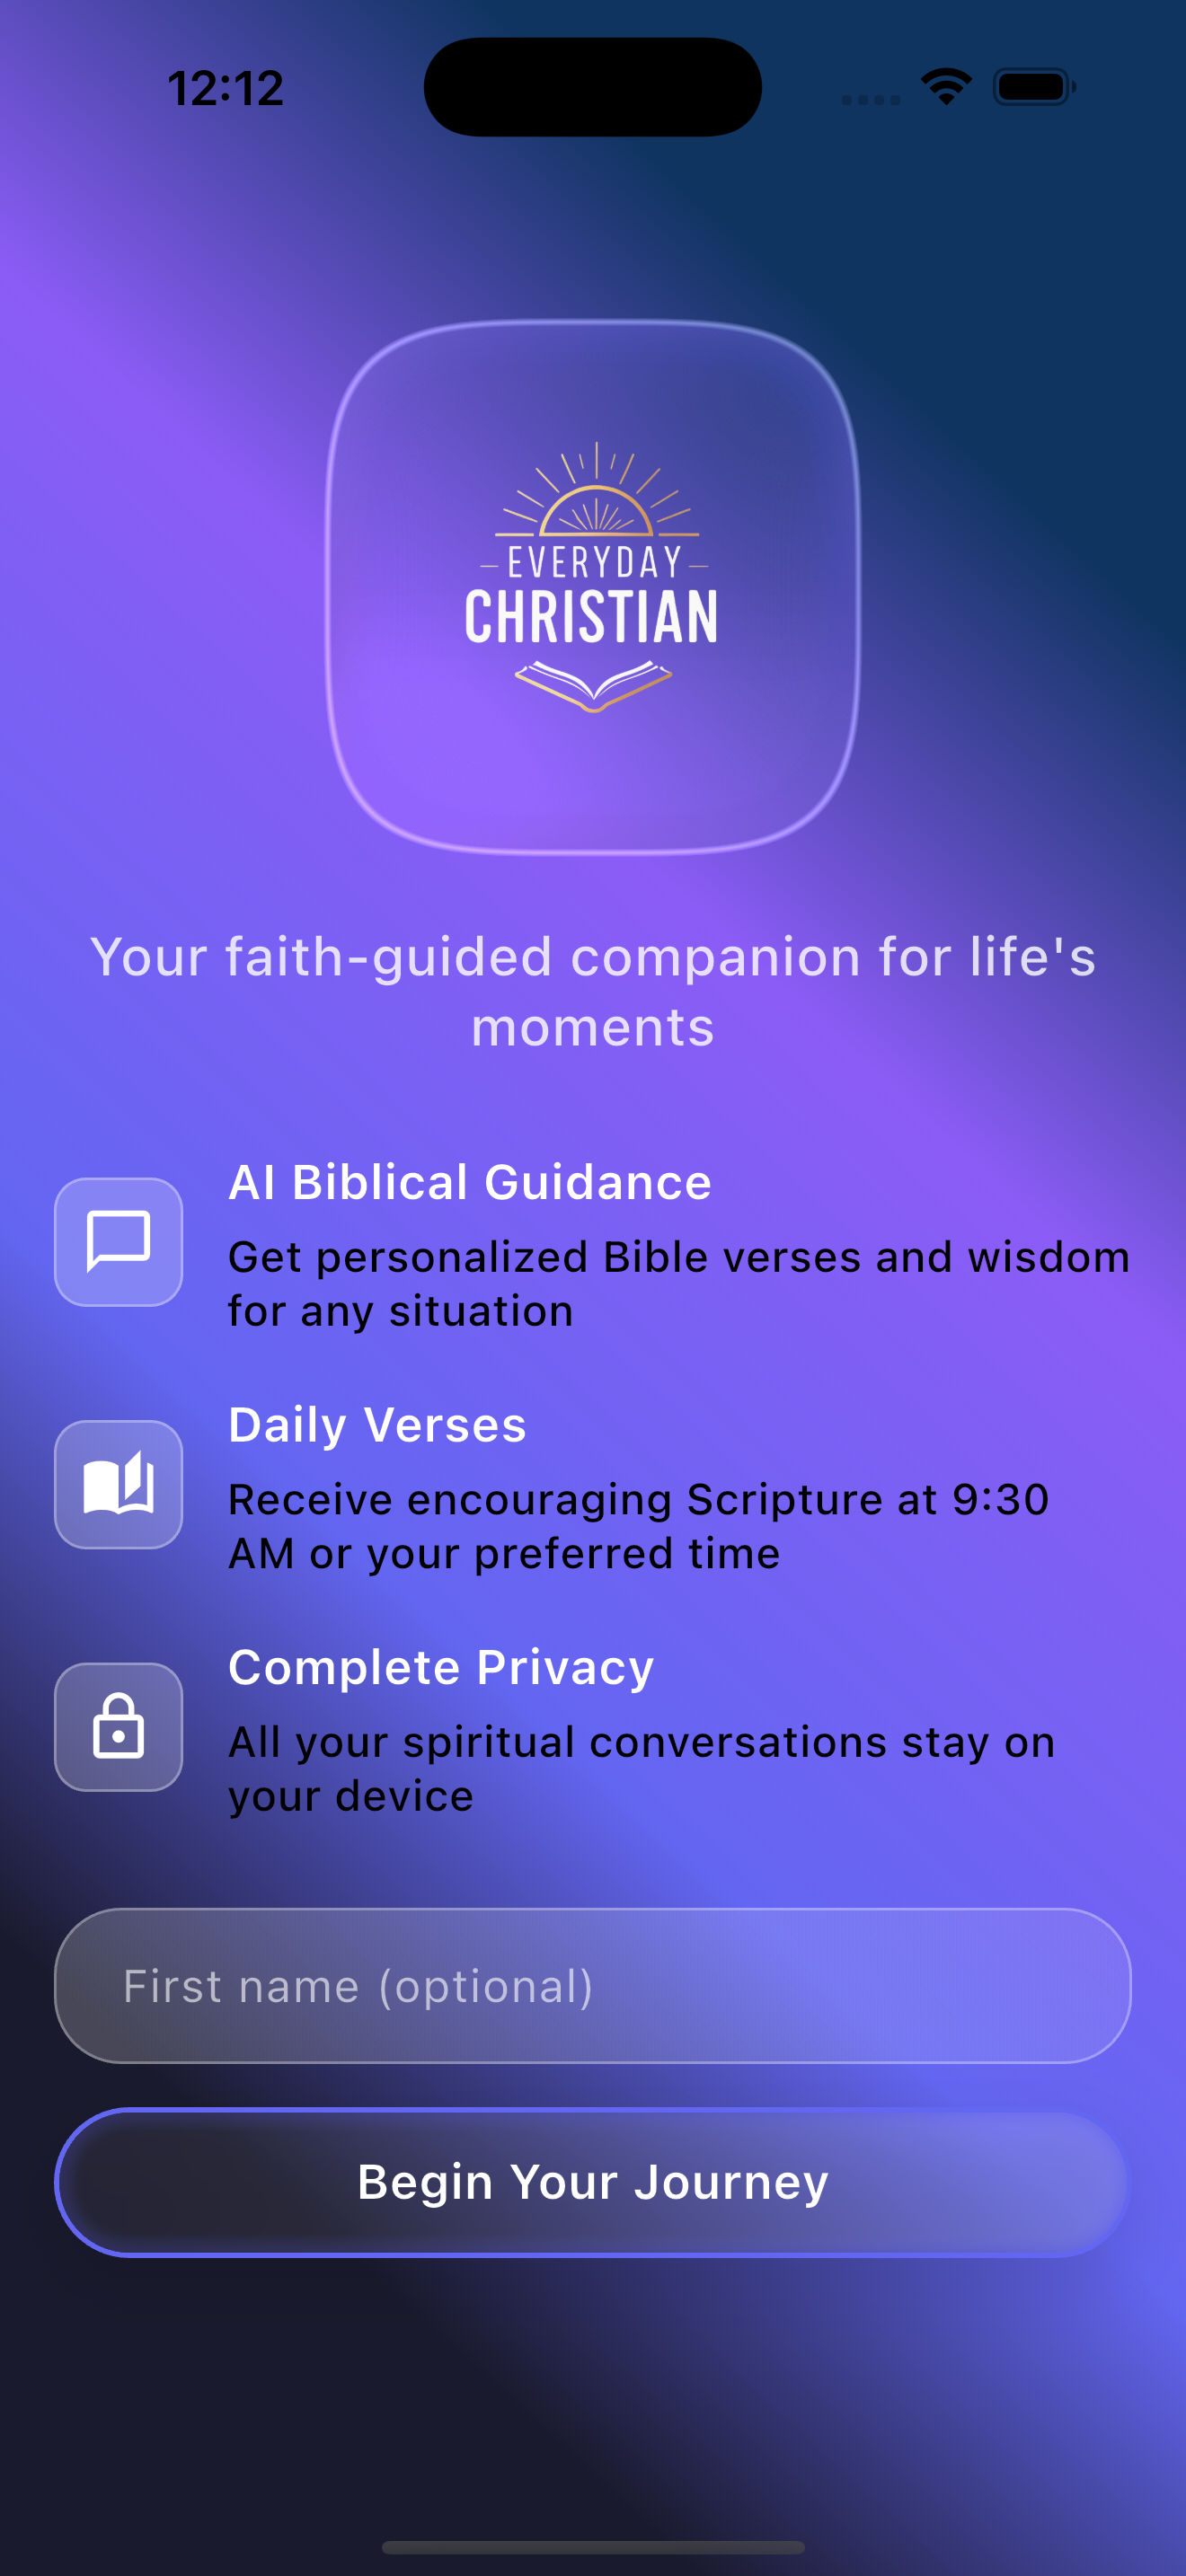 12:12
EVERYDAY
CHRISTIAN
Your faith-guided companion for life's
moments
AI Biblical Guidance
Get personalized Bible verses and wisdom
for any situation
Daily Verses
Receive encouraging Scripture at 9:30
AM or your preferred time
Complete Privacy
All your spiritual conversations stay on
your device
First name (optional)
Begin Your Journey